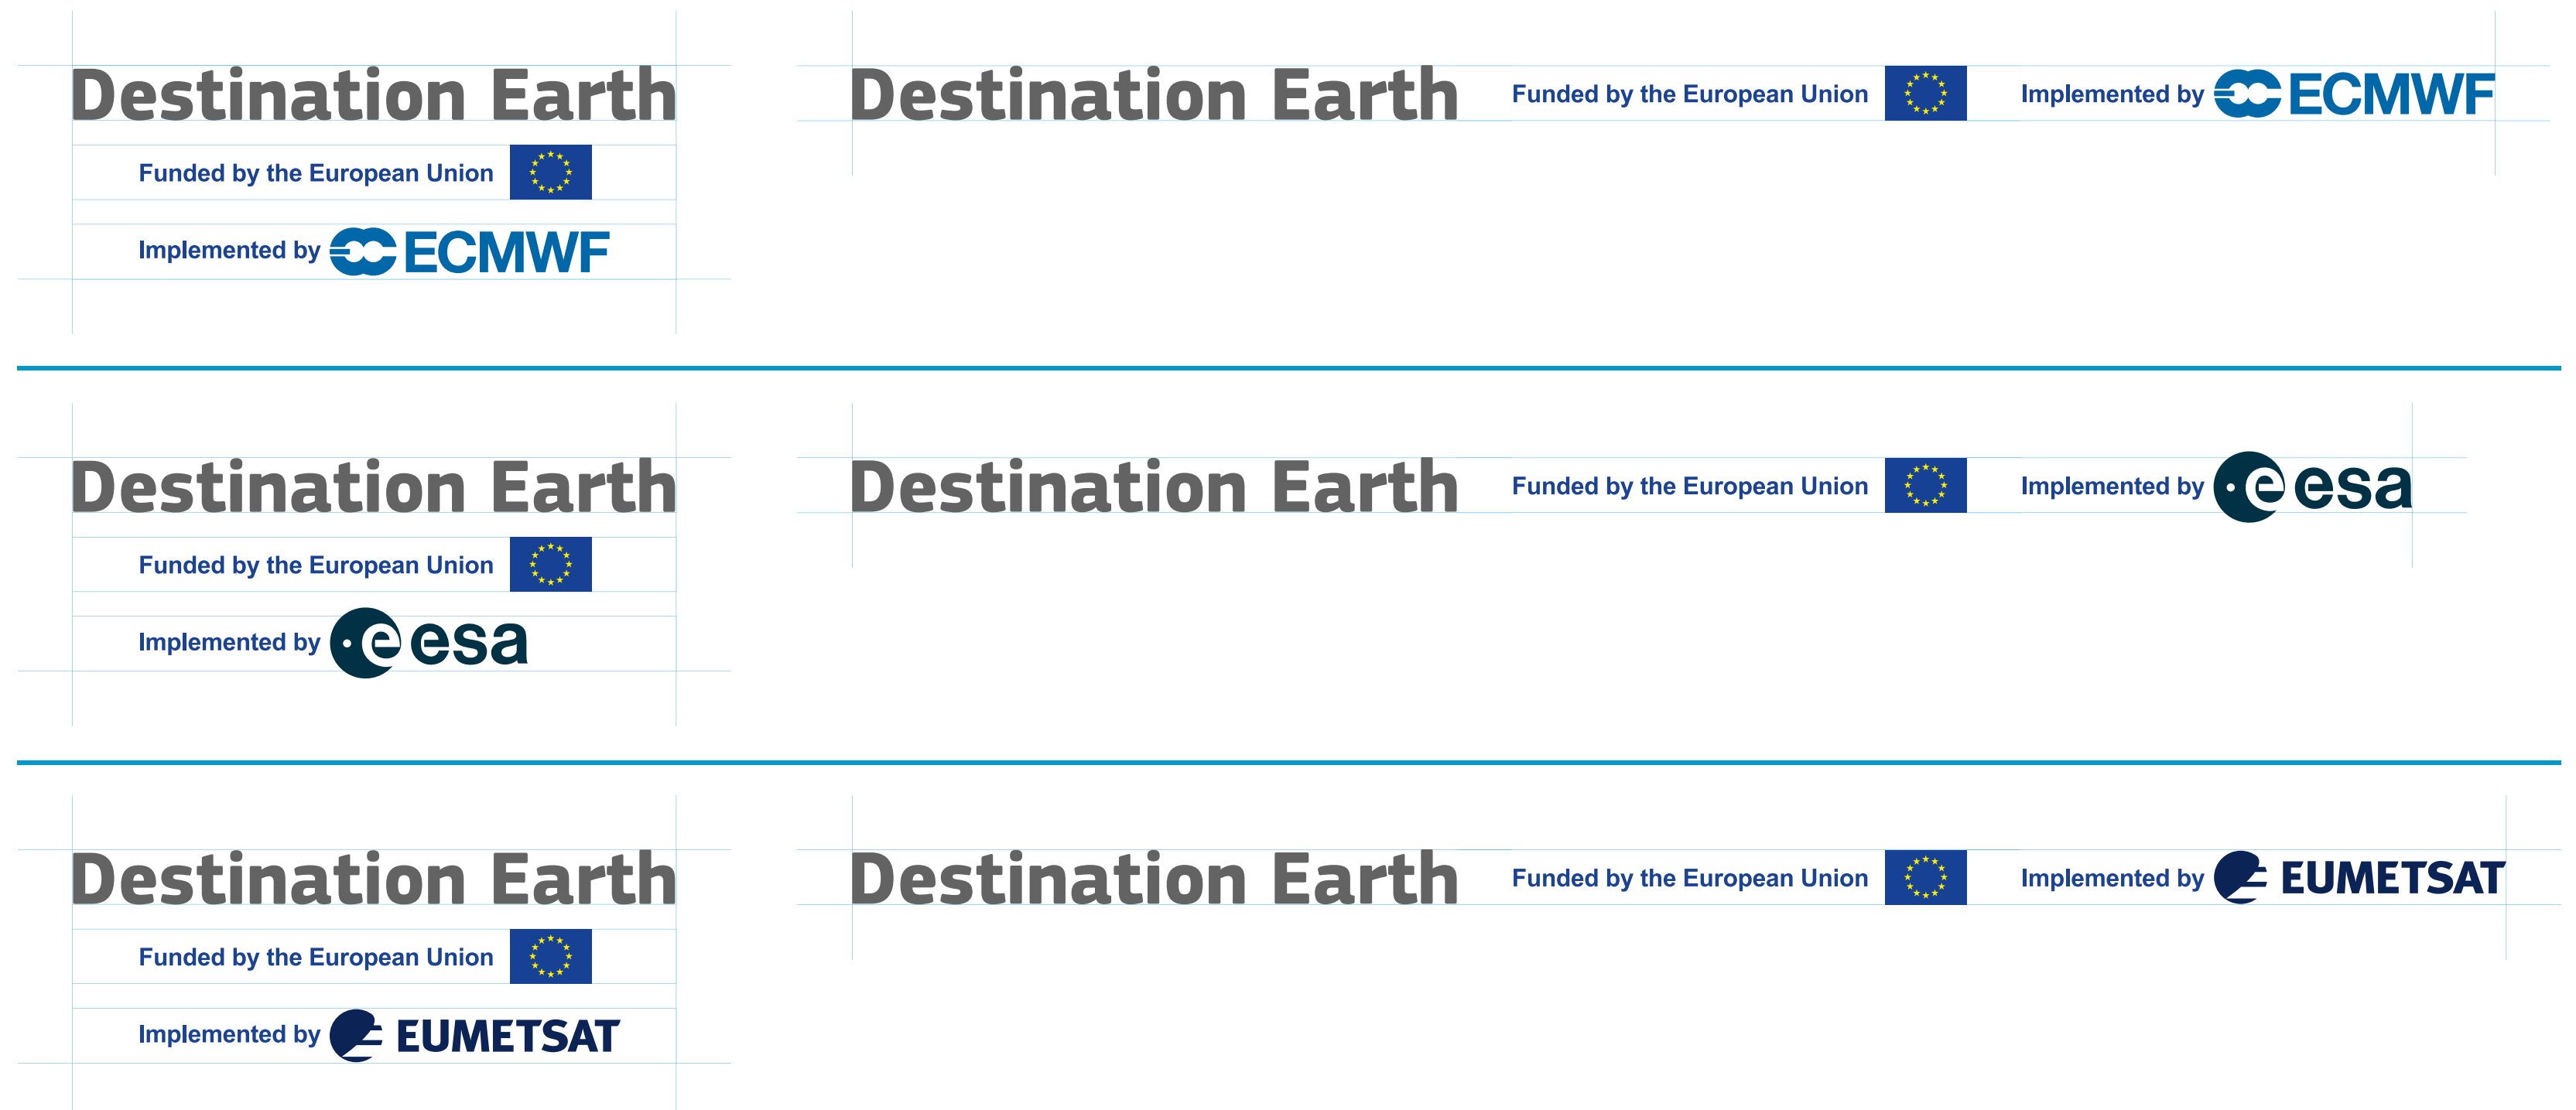 Destination Earth
Funded by the European Union
Implemented by ECMWF
Destination Earth Funded by the European Union Implemented by ECMWF
Destination Earth
Funded by the European Union
Implemented by esa
Destination Earth Funded by the European Union Implemented by esa
Destination Earth
Funded by the European Union
Implemented by EUMETSAT
Destination Earth Funded by the European Union Implemented by EUMETSAT